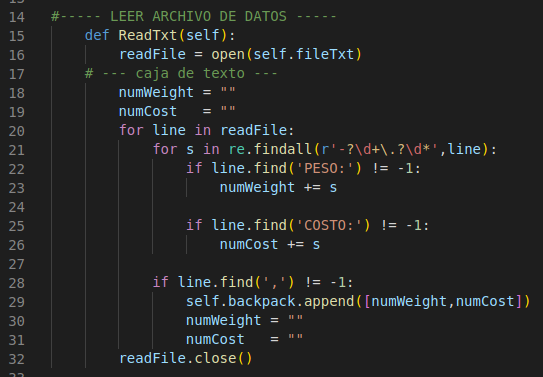 14 #----- LEER ARCHIVO DE DATOS -----
15     def ReadTxt(self):
16         readFile = open(self.fileTxt)
17     # --- caja de texto ---
18         numWeight = ""
19         numCost   = ""
20         for line in readFile:
21             for s in re.findall(r'-?\d+\.?\d*',line):
22                 if line.find('PESO:') != -1:
23                     numWeight += s
24
25                 if line.find('COSTO:') != -1:
26                     numCost += s
27
28             if line.find(',') != -1:
29                 self.backpack.append([numWeight,numCost])
30                 numWeight = ""
31                 numCost   = ""
32         readFile.close()